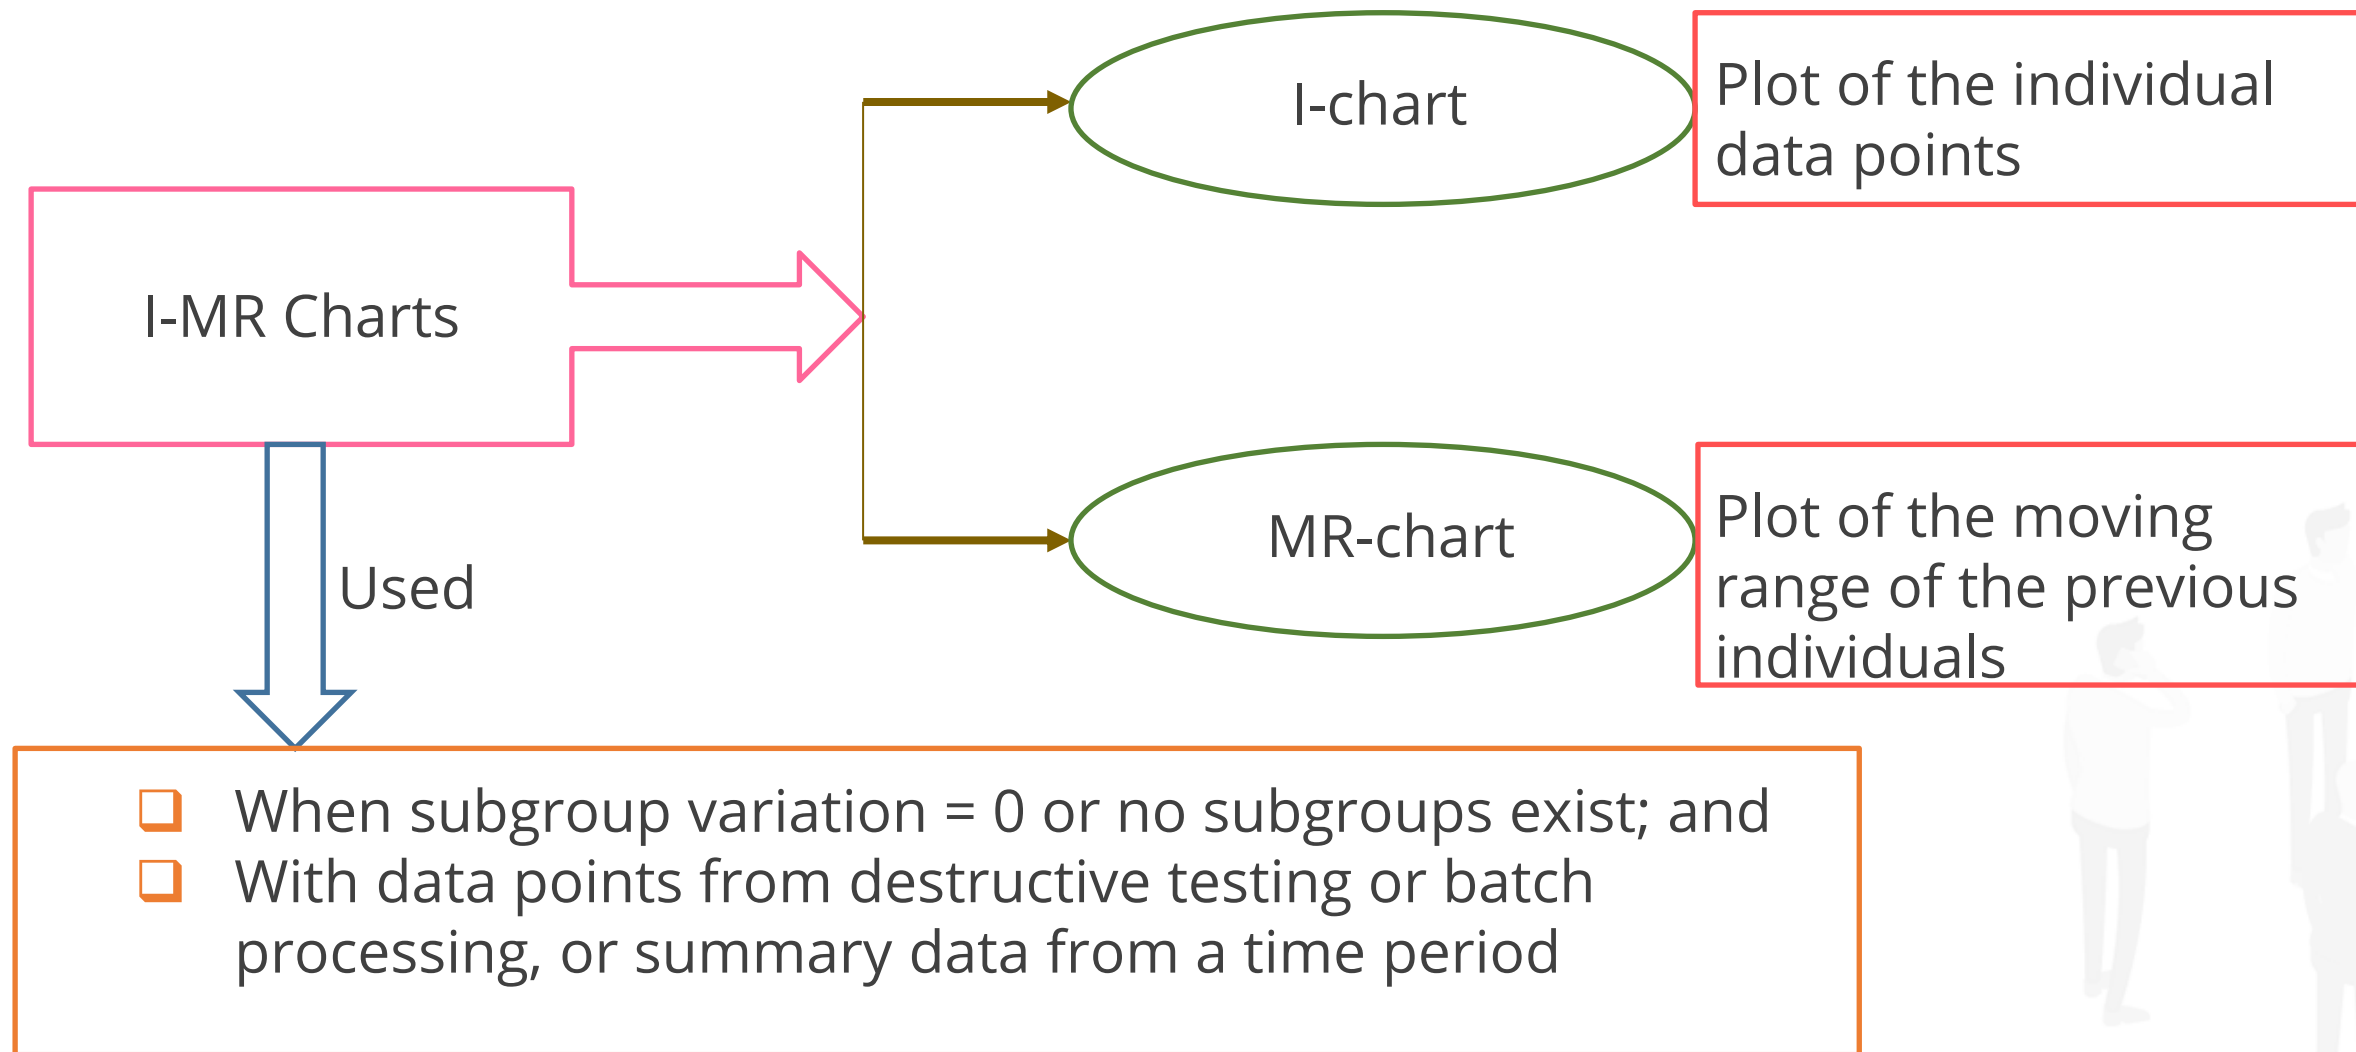 I-chart
Plot of the individual
data points
I-MR Charts
MR-chart
Plot of the moving
range of the previous
individuals
Used
When subgroup variation = 0 or no subgroups exist; and
With data points from destructive testing or batch
processing, or summary data from a time period